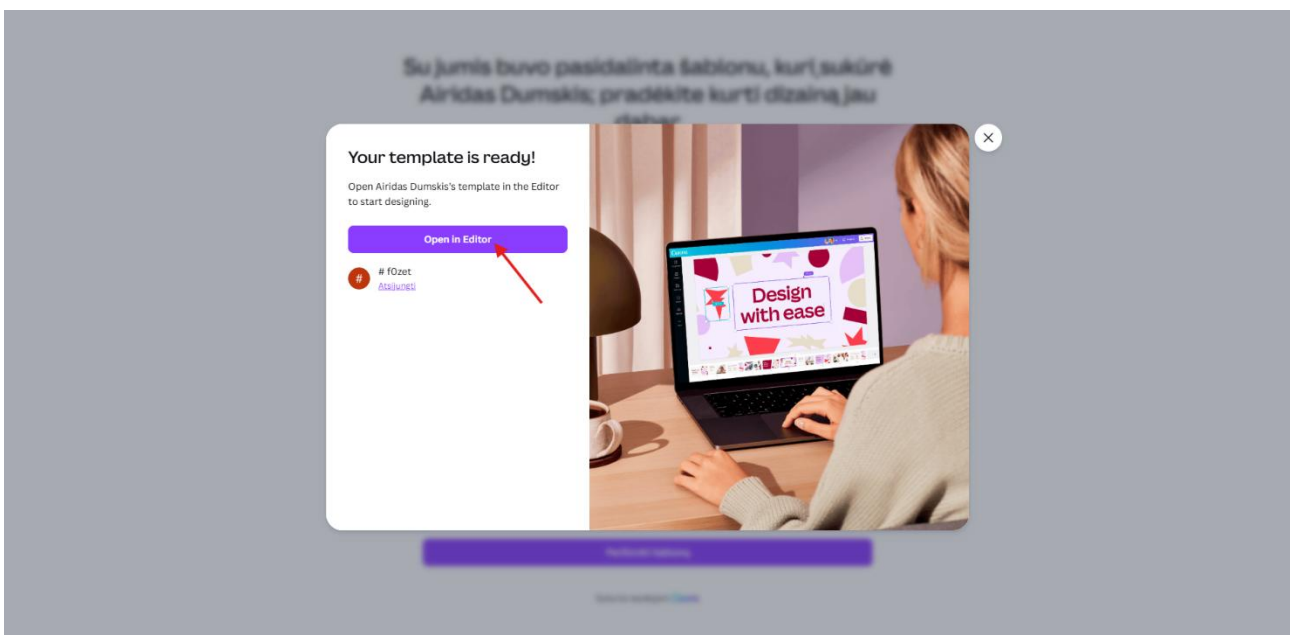 Su jumis buvo pasidalinta šablonu, kurį sukūrė
Airidas Dumskis; pradėkite kurti dizainą jau
dabar
Your template is ready!
Open Airidas Dumskis's template in the Editor
to start designing.
Open in Editor
#
# f0zet
Atsijungti
Design
with ease